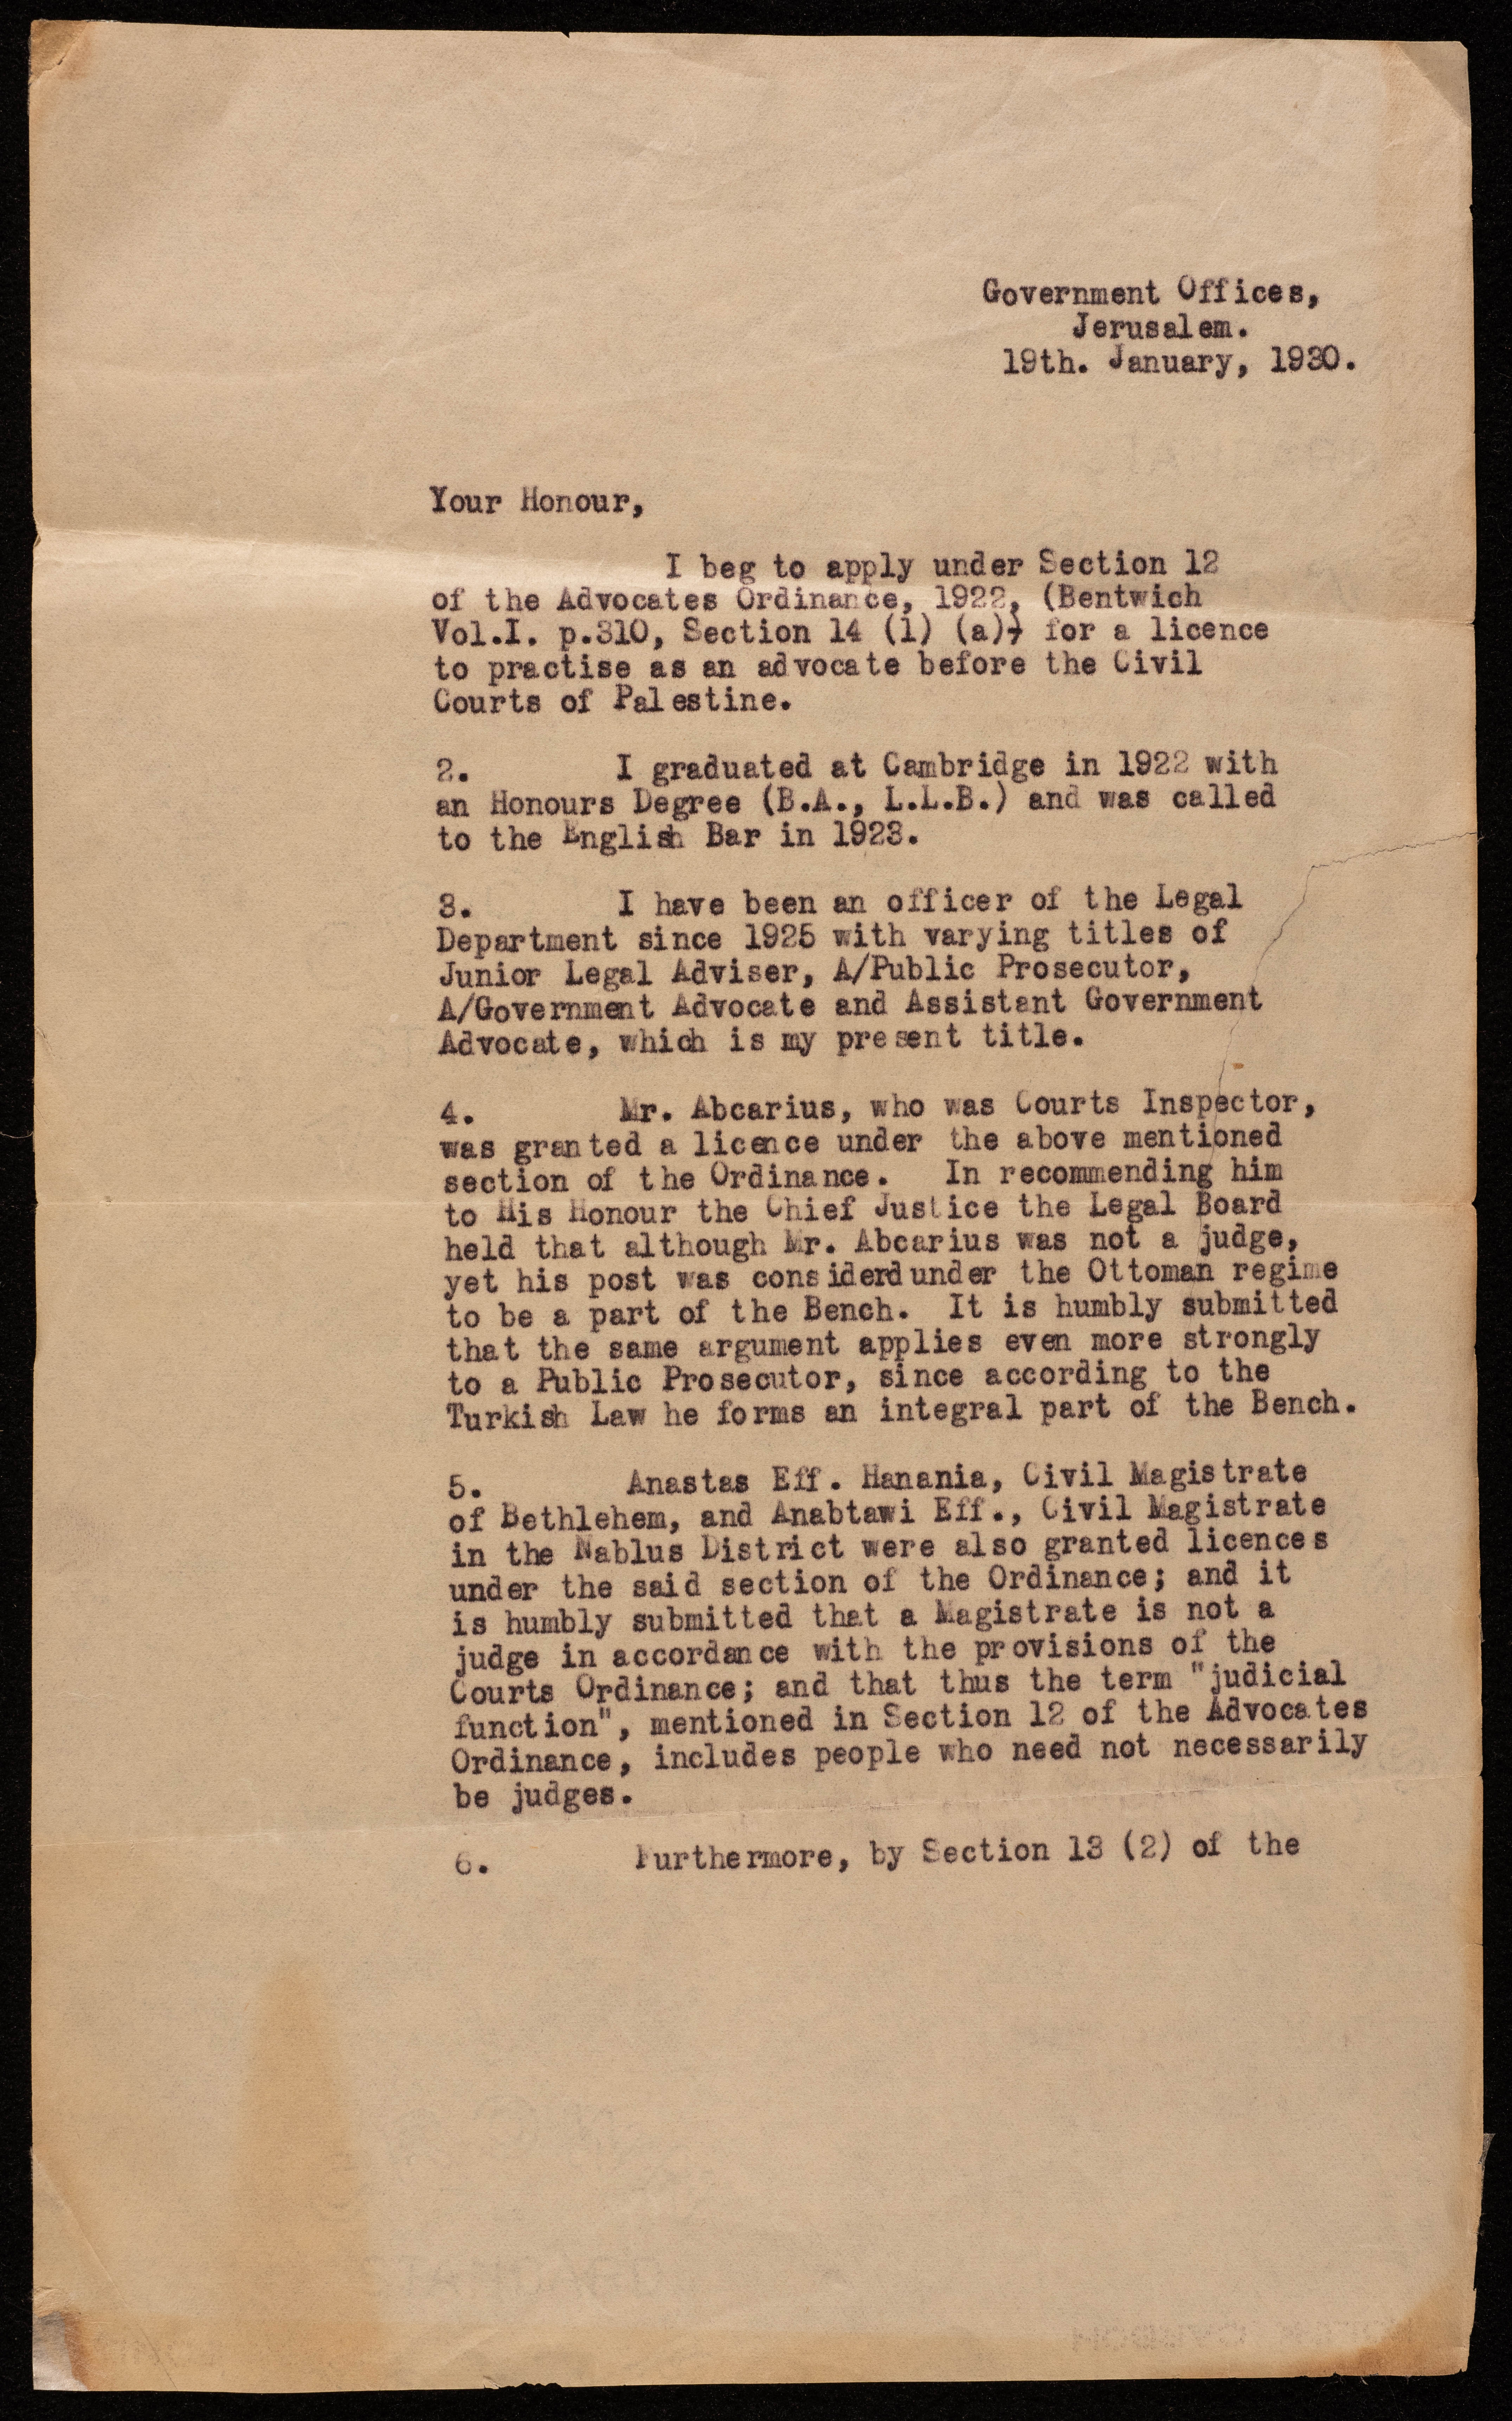 Government Offices,
Jerusalem.
19th. January, 1930.
Your Honour,
I beg to apply under Section 12
of the Advocates Ordinance, 1922, (Bentwich
Vol.I. p.310, Section 14 (1) (a), for a licence
to practise as an advocate before the Civil
Courts of Palestine.
2. I graduated at Cambridge in 1922 with
an Honours Degree (B.A., L.L.B.) and was called
to the English Bar in 1923.
3. I have been an officer of the Legal
Department since 1925 with varying titles of
Junior Legal Adviser, A/Public Prosecutor,
A/Government Advocate and Assistant Government
Advocate, which is my present title.
4. Mr. Abcarius, who was Courts Inspector,
was granted a licence under the above mentioned
section of the Ordinance. In recommending him
to His Honour the Chief Justice the Legal Board
held that although Mr. Abcarius was not a judge,
yet his post was considerd under the Ottoman regime
to be a part of the Bench. It is humbly submitted
that the same argument applies even more strongly
to a Public Prosecutor, since according to the
Turkish Law he forms an integral part of the Bench.
5. Anastas Eff. Hanania, Civil Magistrate
of Bethlehem, and Anabtawi Eff., Civil Magistrate
in the Nablus District were also granted licences
under the said section of the Ordinance; and it
is humbly submitted that a Magistrate is not a
judge in accordance with the provisions of the
Courts Ordinance; and that thus the term "judicial
function", mentioned in Section 12 of the Advocates
Ordinance, includes people who need not necessarily
be judges.
6. Furthermore, by Section 13 (2) of the